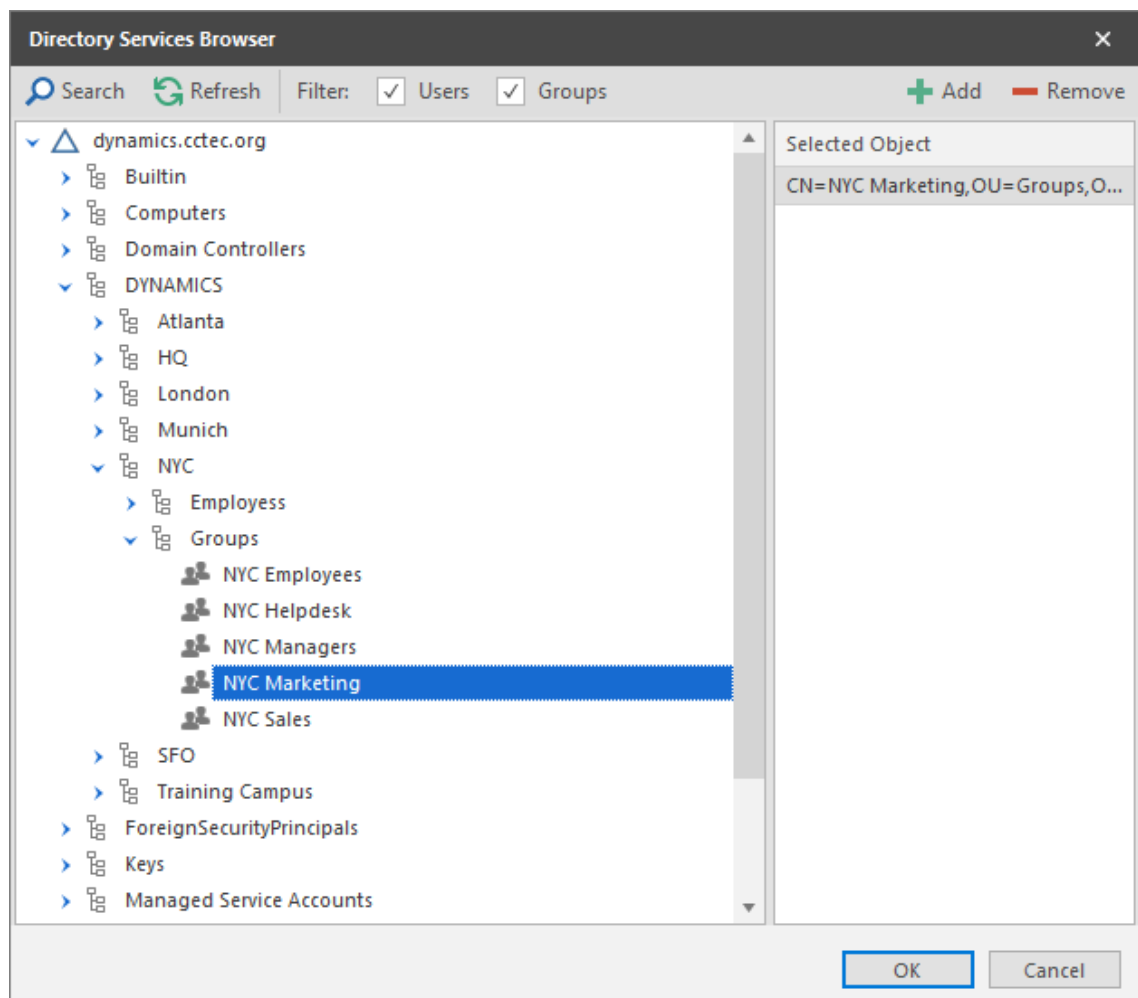 Directory Services Browser
Search Refresh Filter: Users Groups Add Remove
dynamics.cctec.org
Builtin
Computers
Domain Controllers
DYNAMICS
Atlanta
HQ
London
Munich
NYC
Employess
Groups
NYC Employees
NYC Helpdesk
NYC Managers
NYC Marketing
NYC Sales
SFO
Training Campus
ForeignSecurityPrincipals
Keys
Managed Service Accounts
Selected Object
CN=NYC Marketing,OU=Groups,O...
OK Cancel